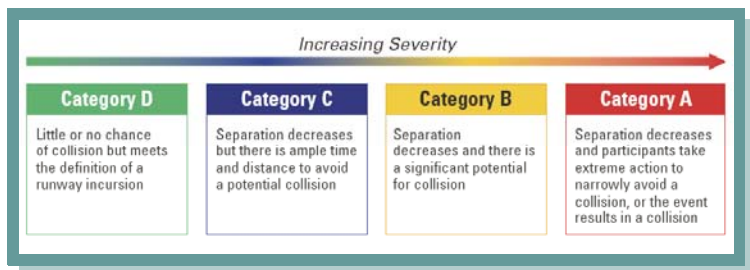 Increasing Severity
Category D
Little or no chance
of collision but meets
the definition of a
runway incursion
Category C
Separation decreases
but there is ample time
and distance to avoid
a potential collision
Category B
Separation
decreases and there is
a significant potential
for collision
Category A
Separation decreases
and participants take
extreme action to
narrowly avoid a
collision, or the event
results in a collision